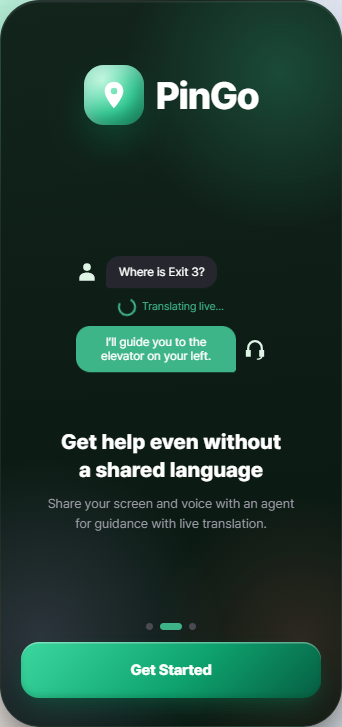 PinGo
Where is Exit 3?
Translating live...
I'll guide you to the
elevator on your left.
Get help even without
a shared language
Share your screen and voice with an agent
for guidance with live translation.
Get Started